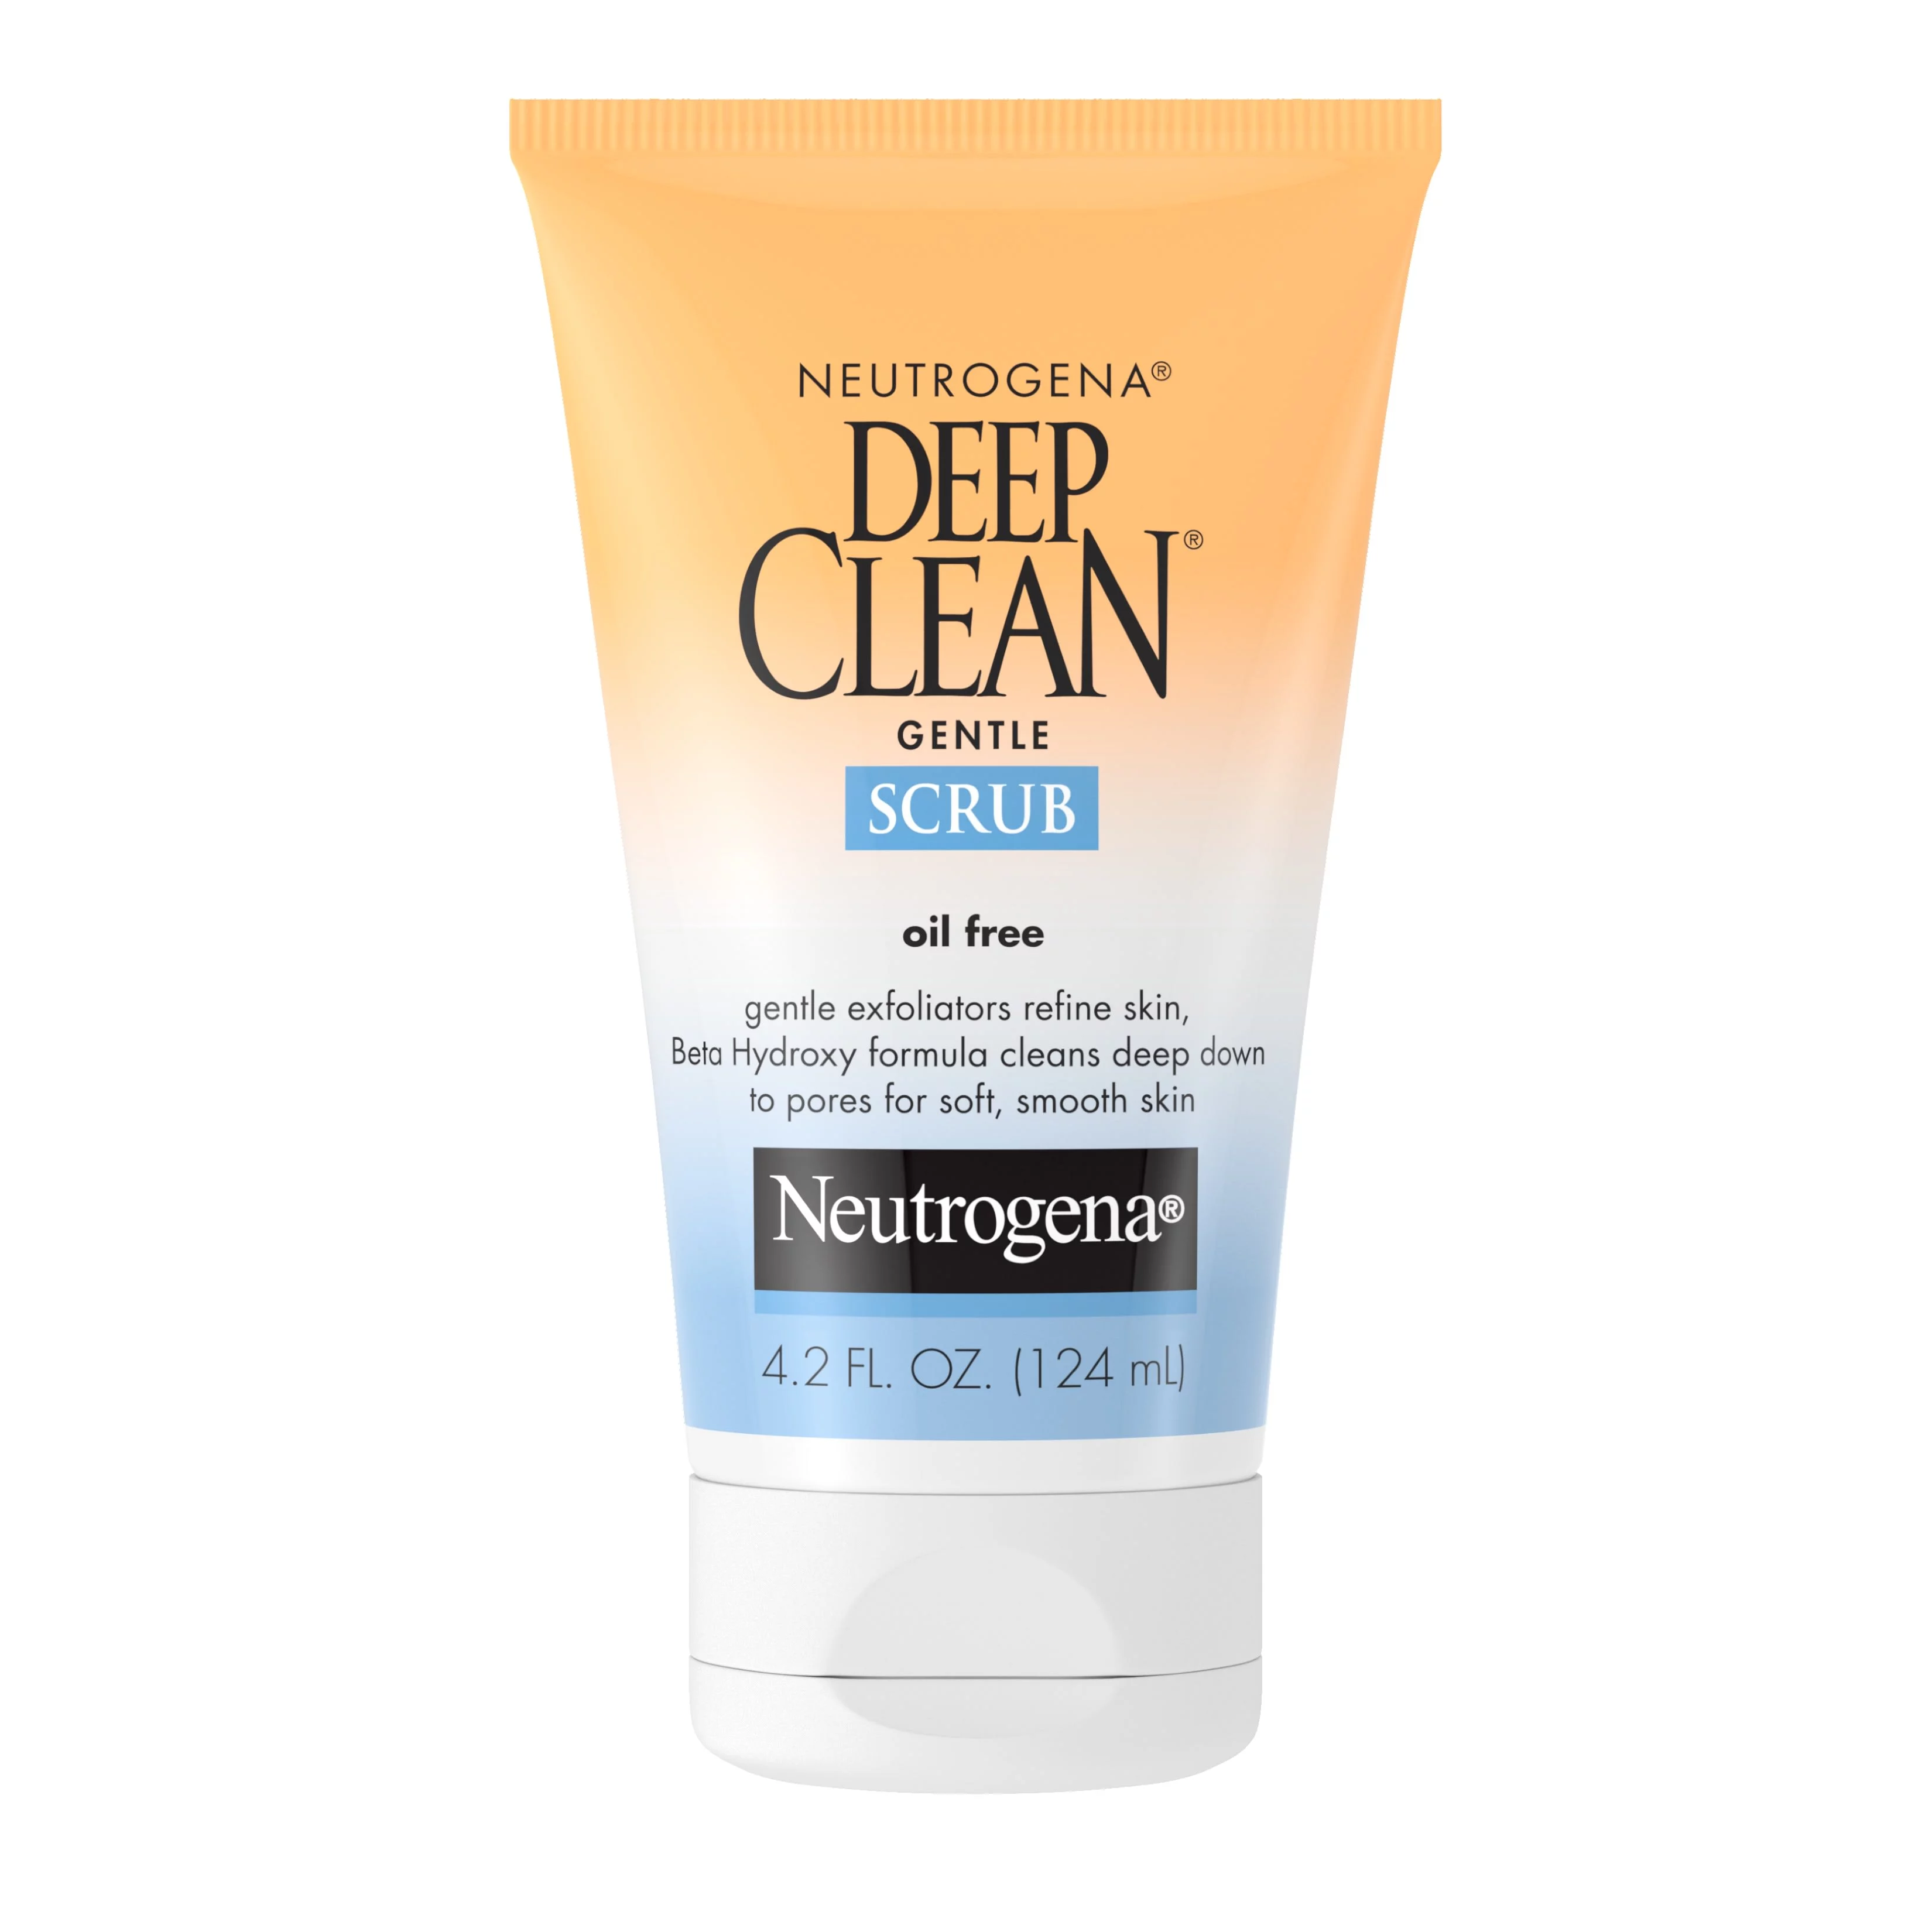 NEUTROGENA®
DEEP
CLEAN®
GENTLE
SCRUB
oil free
gentle exfoliators refine skin,
Beta Hydroxy formula cleans deep down
to pores for soft, smooth skin
Neutrogena®
4.2 FL. OZ. (124 mL)